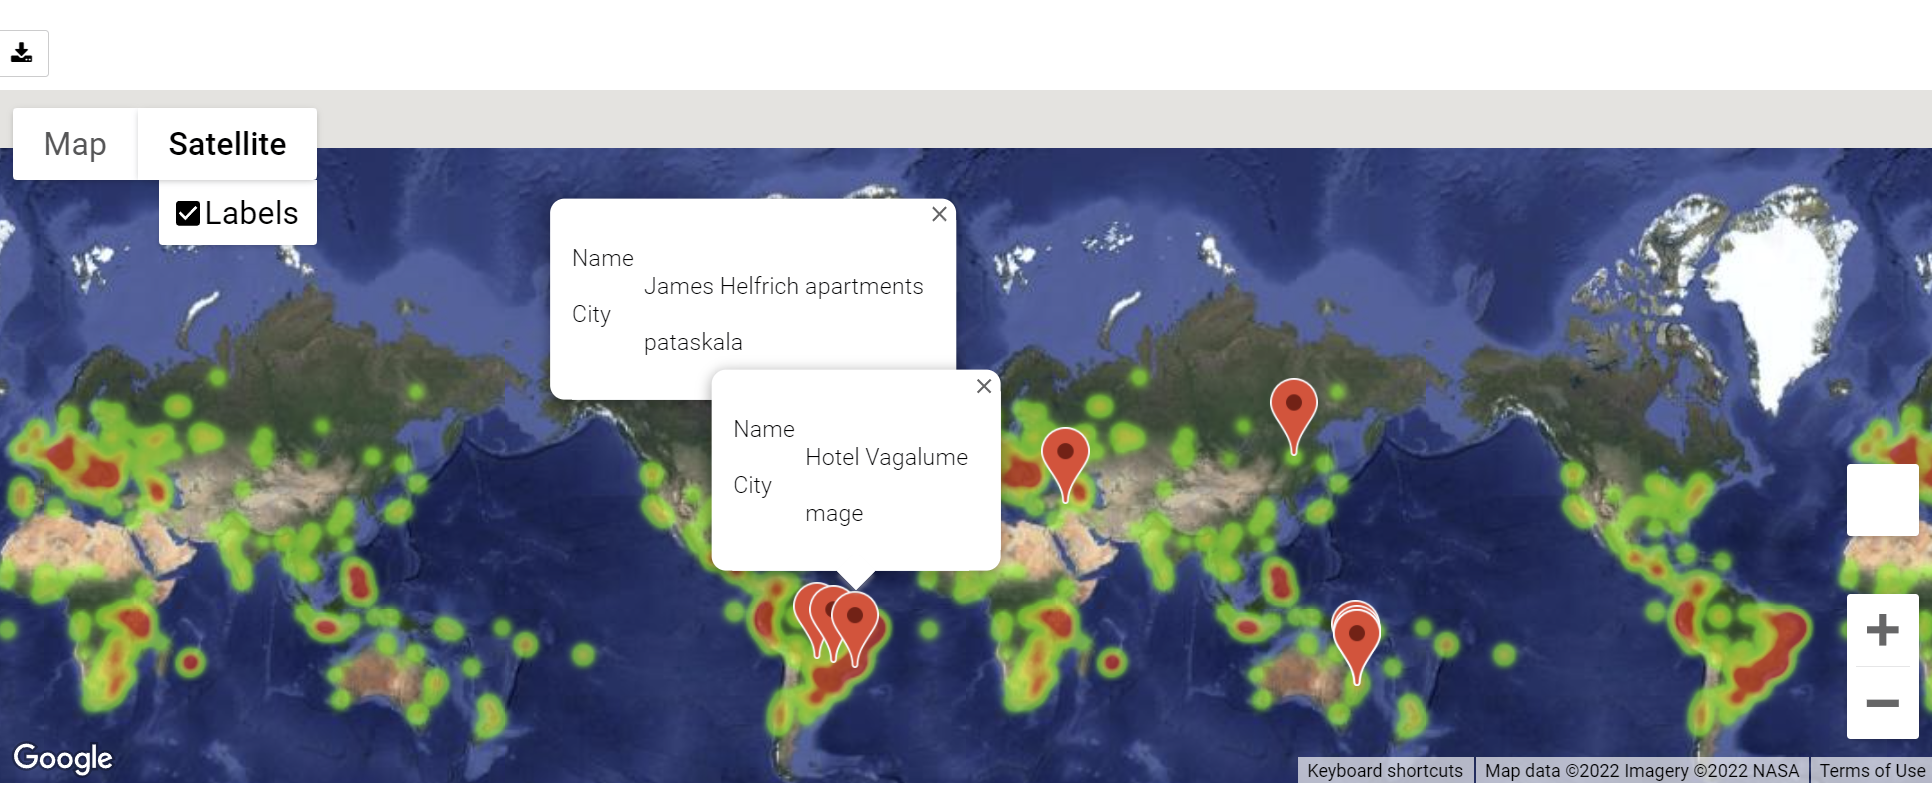 Map
Satellite
Labels
Name
James Helfrich apartments
City
pataskala
Name
Hotel Vagalume
City
mage
Google
Keyboard shortcuts
Map data ©2022 Imagery ©2022 NASA
Terms of Use